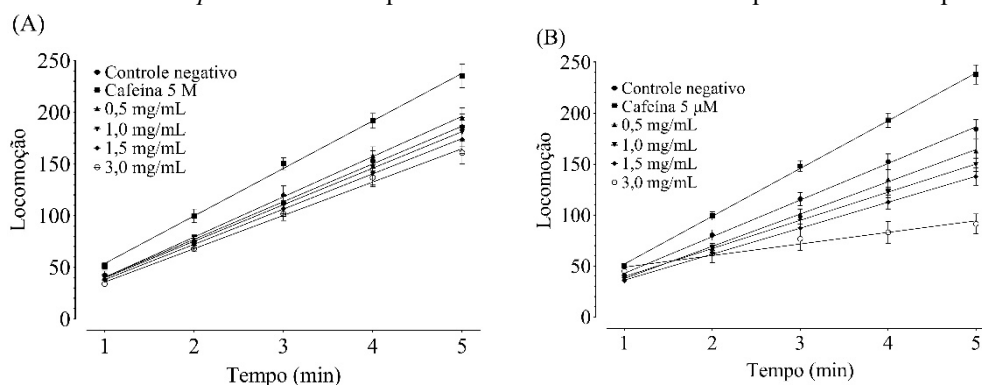 (A)
250
200
150
100
50
0
Locomoção
Controle negativo
Cafeína 5 M
0,5 mg/mL
1,0 mg/mL
1,5 mg/mL
3,0 mg/mL
1 2 3 4 5
Tempo (min)
(B)
250
200
150
100
50
0
Locomoção
Controle negativo
Cafeína 5 µM
0,5 mg/mL
1,0 mg/mL
1,5 mg/mL
3,0 mg/mL
1 2 3 4 5
Tempo (min)